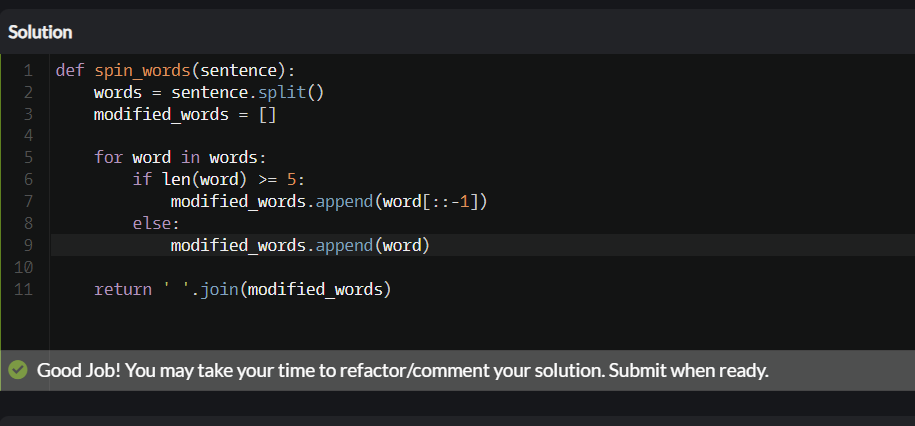 Solution
1 def spin_words(sentence):
2     words = sentence.split()
3     modified_words = []
4
5     for word in words:
6         if len(word) >= 5:
7             modified_words.append(word[::-1])
8         else:
9             modified_words.append(word)
10
11     return ' '.join(modified_words)
Good Job! You may take your time to refactor/comment your solution. Submit when ready.